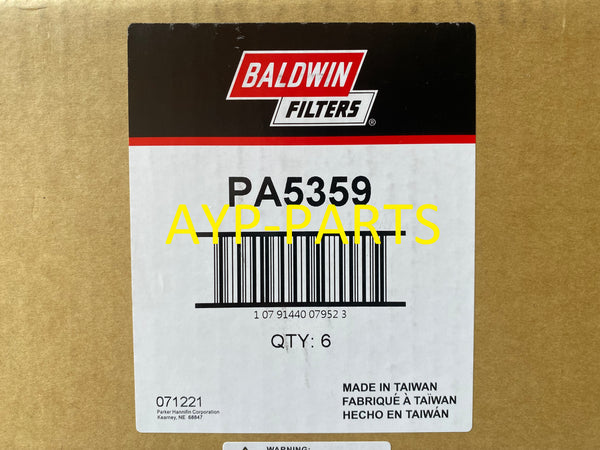 BALDWIN
FILTERS®
PA5359
AYP-PARTS
1 07 91440 07952 3
QTY: 6
071221
Parker Hannifin Corporation
Kearney, NE 68847
MADE IN TAIWAN
FABRIQUÉ À TAÏWAN
HECHO EN TAIWÁN
WARNING: